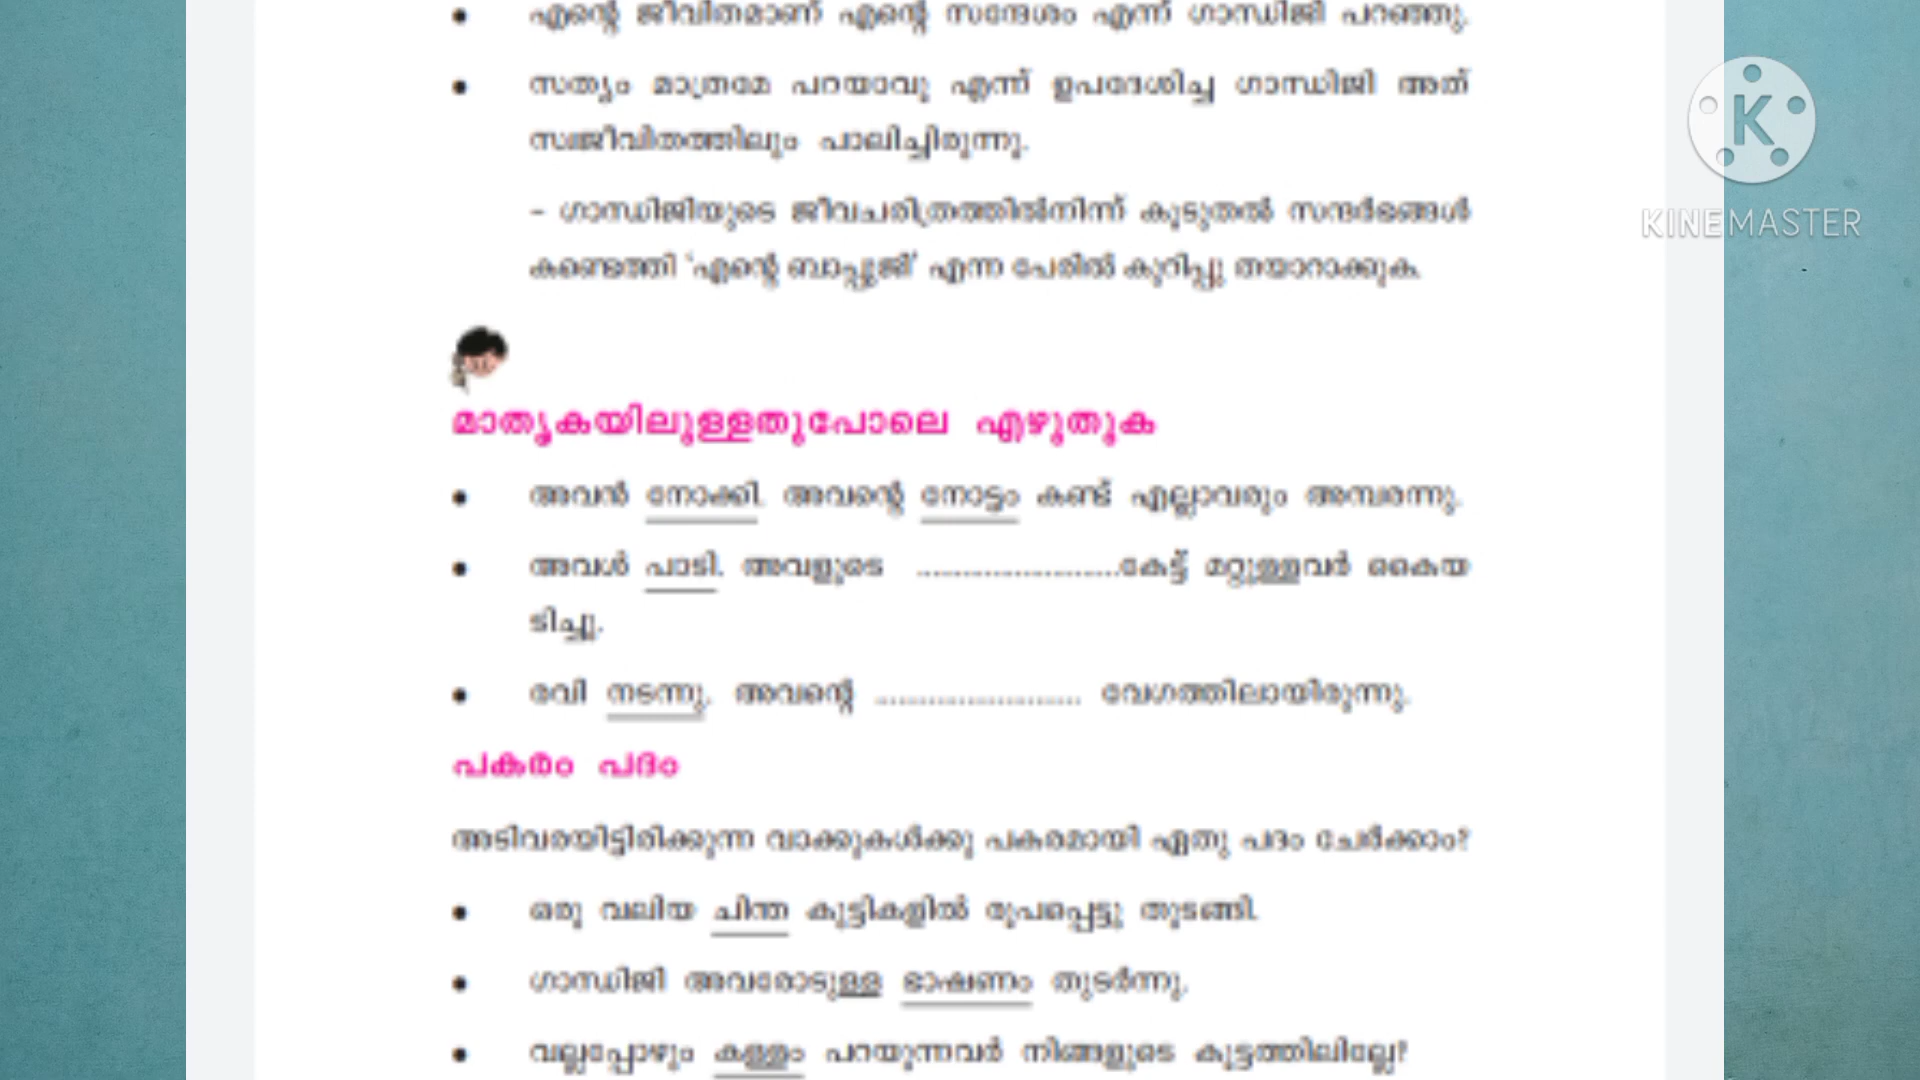 എന്റെ ജീവിതമാണ് എന്റെ സന്ദേശം എന്ന് ഗാന്ധിജി പറഞ്ഞു.
സത്യം മാത്രമേ പറയാവൂ എന്ന് ഉപദേശിച്ച ഗാന്ധിജി അത്
സ്വജീവിതത്തിലും പാലിച്ചിരുന്നു.
– ഗാന്ധിജിയുടെ ജീവചരിത്രത്തിൽനിന്ന് കൂടുതൽ സന്ദർഭങ്ങൾ
കണ്ടെത്തി 'എന്റെ ബാപ്പുജി' എന്ന പേരിൽ കുറിപ്പു തയാറാക്കുക.
മാതൃകയിലുള്ളതുപോലെ എഴുതുക
അവൻ നോക്കി. അവന്റെ നോട്ടം കണ്ട് എല്ലാവരും അമ്പരന്നു.
അവൾ പാടി. അവളുടെ ............................കേട്ട് മറ്റുള്ളവർ കൈയ
ടിച്ചു.
രവി നടന്നു. അവന്റെ ............................ വേഗത്തിലായിരുന്നു.
പകരം പദം
അടിവരയിട്ടിരിക്കുന്ന വാക്കുകൾക്കു പകരമായി ഏതു പദം ചേർക്കാം?
ഒരു വലിയ ചിന്ത കുട്ടികളിൽ രൂപപ്പെട്ടു തുടങ്ങി.
ഗാന്ധിജി അവരോടുള്ള ഭാഷണം തുടർന്നു.
വല്ലപ്പോഴും കള്ളം പറയുന്നവർ നിങ്ങളുടെ കൂട്ടത്തിലില്ലേ?
K
KINEMASTER